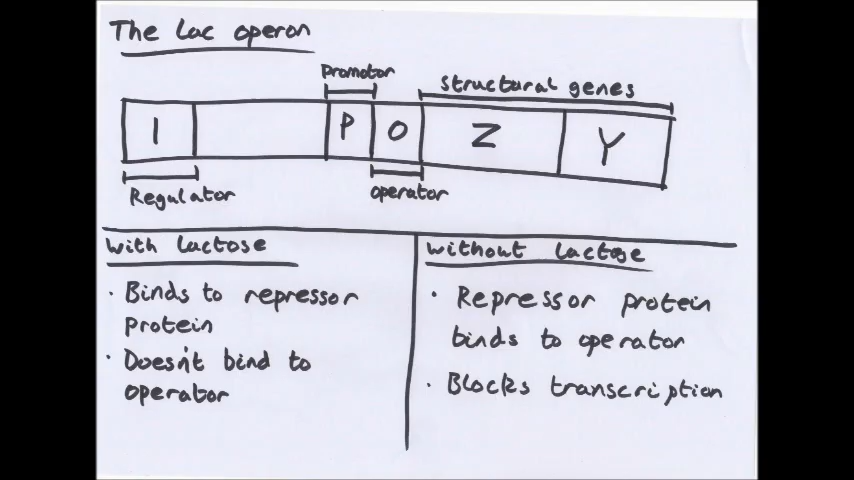 The Lac operon
Promotor
structural genes
I
P
O
Z
Y
Regulator
operator
With lactose
· Binds to repressor
protein
· Doesn't bind to
operator
without lactose
· Repressor protein
binds to operator
· Blocks transcription